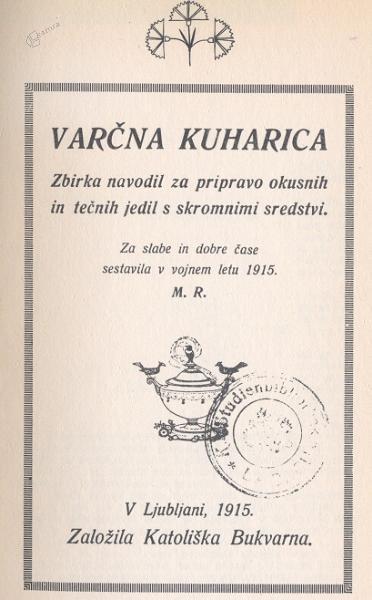 VARČNA KUHARICA
Zbirka navodil za pripravo okusnih
in tečnih jedil s skromnimi sredstvi.
Za slabe in dobre čase
sestavila v vojnem letu 1915.
M. R.
V Ljubljani, 1915.
Založila Katoliška Bukvarna.